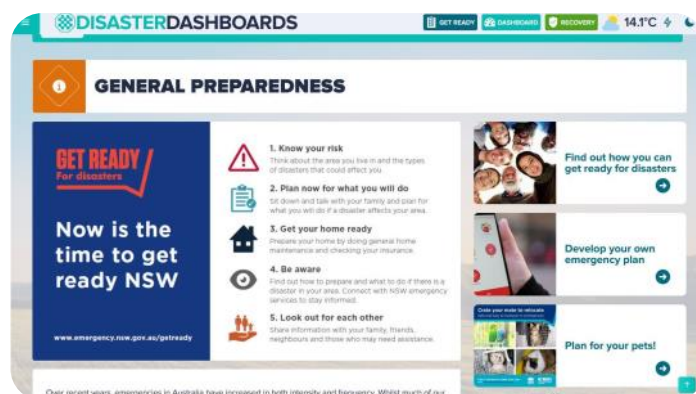 DISASTERDASHBOARDS
GET READY
DASHBOARD
RECOVERY
14.1°C
GENERAL PREPAREDNESS
GET READY
For disasters
Now is the
time to get
ready NSW
www.emergency.nsw.gov.au/getready
1. Know your risk
Think about the area you live in and the types
of disasters that could effect you
2. Plan now for what you will do
Sit down and talk with your family and plan for
what you will do if a disaster affects your area.
3. Get your home ready
Prepare your home by doing general home
maintenance and checking your insurance.
4. Be aware
Find out how to prepare and what to do if there is a
disaster in your area. Connect with NSW emergency
services to stay informed.
5. Look out for each other
Share information with your family, friends,
neighbours and those who may need assistance.
Find out how you can
get ready for disasters
Develop your own
emergency plan
Crate your mate to relocate
Plan for your pets!
Over recent years, emergencies in Australia have increased in both intensity and frequency. Whilst much of our